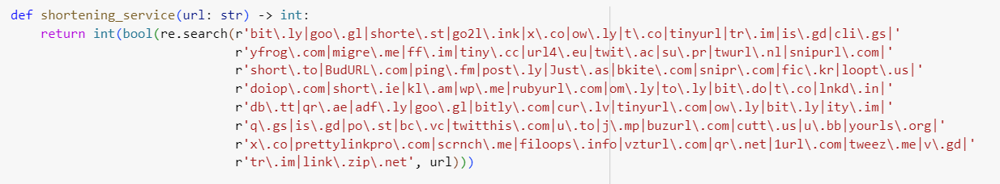 def shortening_service(url: str) -> int:
    return int(bool(re.search(r'bit\.ly|goo\.gl|shorte\.st|go2l\.ink|x\.co|ow\.ly|t\.co|tinyurl|tr\.im|is\.gd|cli\.gs|'
                              r'yfrog\.com|migre\.me|ff\.im|tiny\.cc|url4\.eu|twit\.ac|su\.pr|twurl\.nl|snipurl\.com|'
                              r'short\.to|BudURL\.com|ping\.fm|post\.ly|Just\.as|bkite\.com|snipr\.com|fic\.kr|loopt\.us|'
                              r'doiop\.com|short\.ie|kl\.am|wp\.me|rubyurl\.com|om\.ly|to\.ly|bit\.do|t\.co|lnkd\.in|'
                              r'db\.tt|qr\.ae|adf\.ly|goo\.gl|bitly\.com|cur\.lv|tinyurl\.com|ow\.ly|bit\.ly|ity\.im|'
                              r'q\.gs|is\.gd|po\.st|bc\.vc|twitthis\.com|u\.to|j\.mp|buzurl\.com|cutt\.us|u\.bb|yourls\.org|'
                              r'x\.co|prettylinkpro\.com|scrnch\.me|filoops\.info|vzturl\.com|qr\.net|1url\.com|tweez\.me|v\.gd|'
                              r'tr\.im|link\.zip\.net', url)))